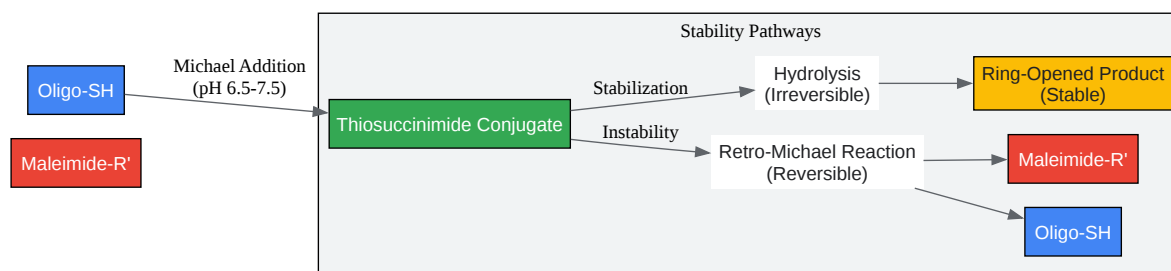 Stability Pathways
Oligo-SH
Maleimide-R'
Michael Addition
(pH 6.5-7.5)
Thiosuccinimide Conjugate
Stabilization
Instability
Hydrolysis
(Irreversible)
Ring-Opened Product
(Stable)
Retro-Michael Reaction
(Reversible)
Maleimide-R'
Oligo-SH